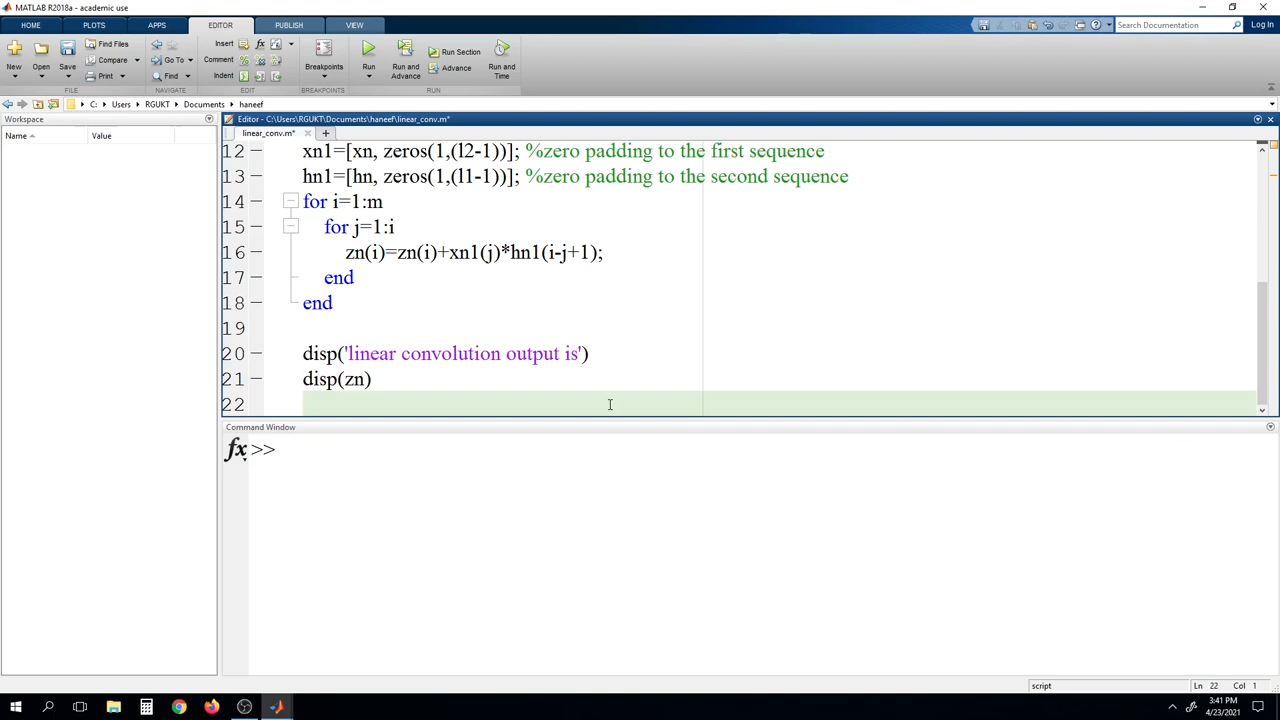 MATLAB R2018a - academic use
HOME PLOTS APPS EDITOR PUBLISH VIEW
Search Documentation Log In
New Open Save Find Files Compare Print
Insert fx
Go To Find
Comment
Indent
Breakpoints Run Run and Advance Run Section Advance Run and Time
FILE NAVIGATE EDIT BREAKPOINTS RUN
C: Users RGUKT Documents haneef
Workspace
Name Value
Editor - C:\Users\RGUKT\Documents\haneef\linear_conv.m*
linear_conv.m*
12 xn1=[xn, zeros(1,(l2-1))]; %zero padding to the first sequence
13 hn1=[hn, zeros(1,(l1-1))]; %zero padding to the second sequence
14 for i=1:m
15 for j=1:i
16 zn(i)=zn(i)+xn1(j)*hn1(i-j+1);
17 end
18 end
19
20 disp('linear convolution output is')
21 disp(zn)
22
Command Window
fx >>
script Ln 22 Col 1
3:41 PM
4/23/2021